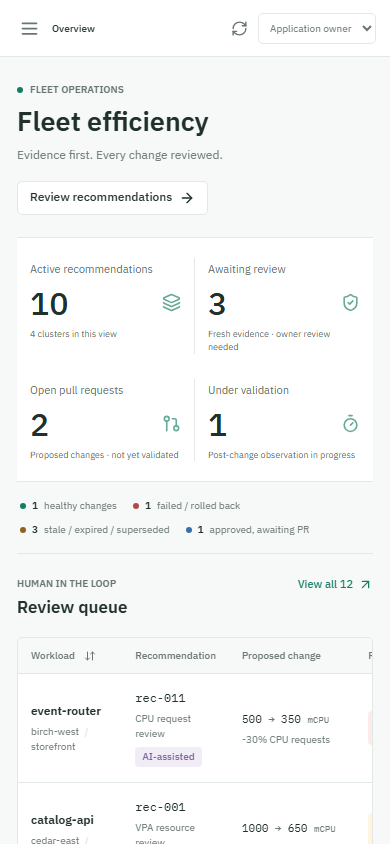 Overview
Application owner
FLEET OPERATIONS
Fleet efficiency
Evidence first. Every change reviewed.
Review recommendations →
Active recommendations
10
4 clusters in this view
Awaiting review
3
Fresh evidence · owner review
needed
Open pull requests
2
Proposed changes · not yet validated
Under validation
1
Post-change observation in progress
1 healthy changes
1 failed / rolled back
3 stale / expired / superseded
1 approved, awaiting PR
HUMAN IN THE LOOP
View all 12
Review queue
Workload
Recommendation
Proposed change
event-router
birch-west /
storefront
rec-011
CPU request
review
AI-assisted
500 → 350 mCPU
-30% CPU requests
catalog-api
cedar-east /
rec-001
VPA resource
review
1000 → 650 mCPU